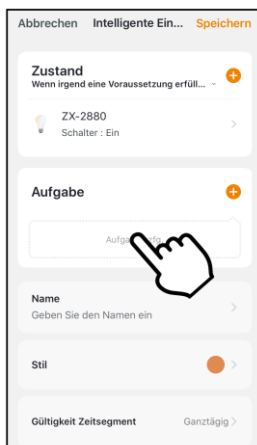 Abbrechen Intelligente Ein... Speichern
Zustand
Wenn irgend eine Voraussetzung erfüll...
ZX-2880
Schalter : Ein
Aufgabe
Name
Geben Sie den Namen ein
Stil
Gültigkeit Zeitsegment Ganztägig